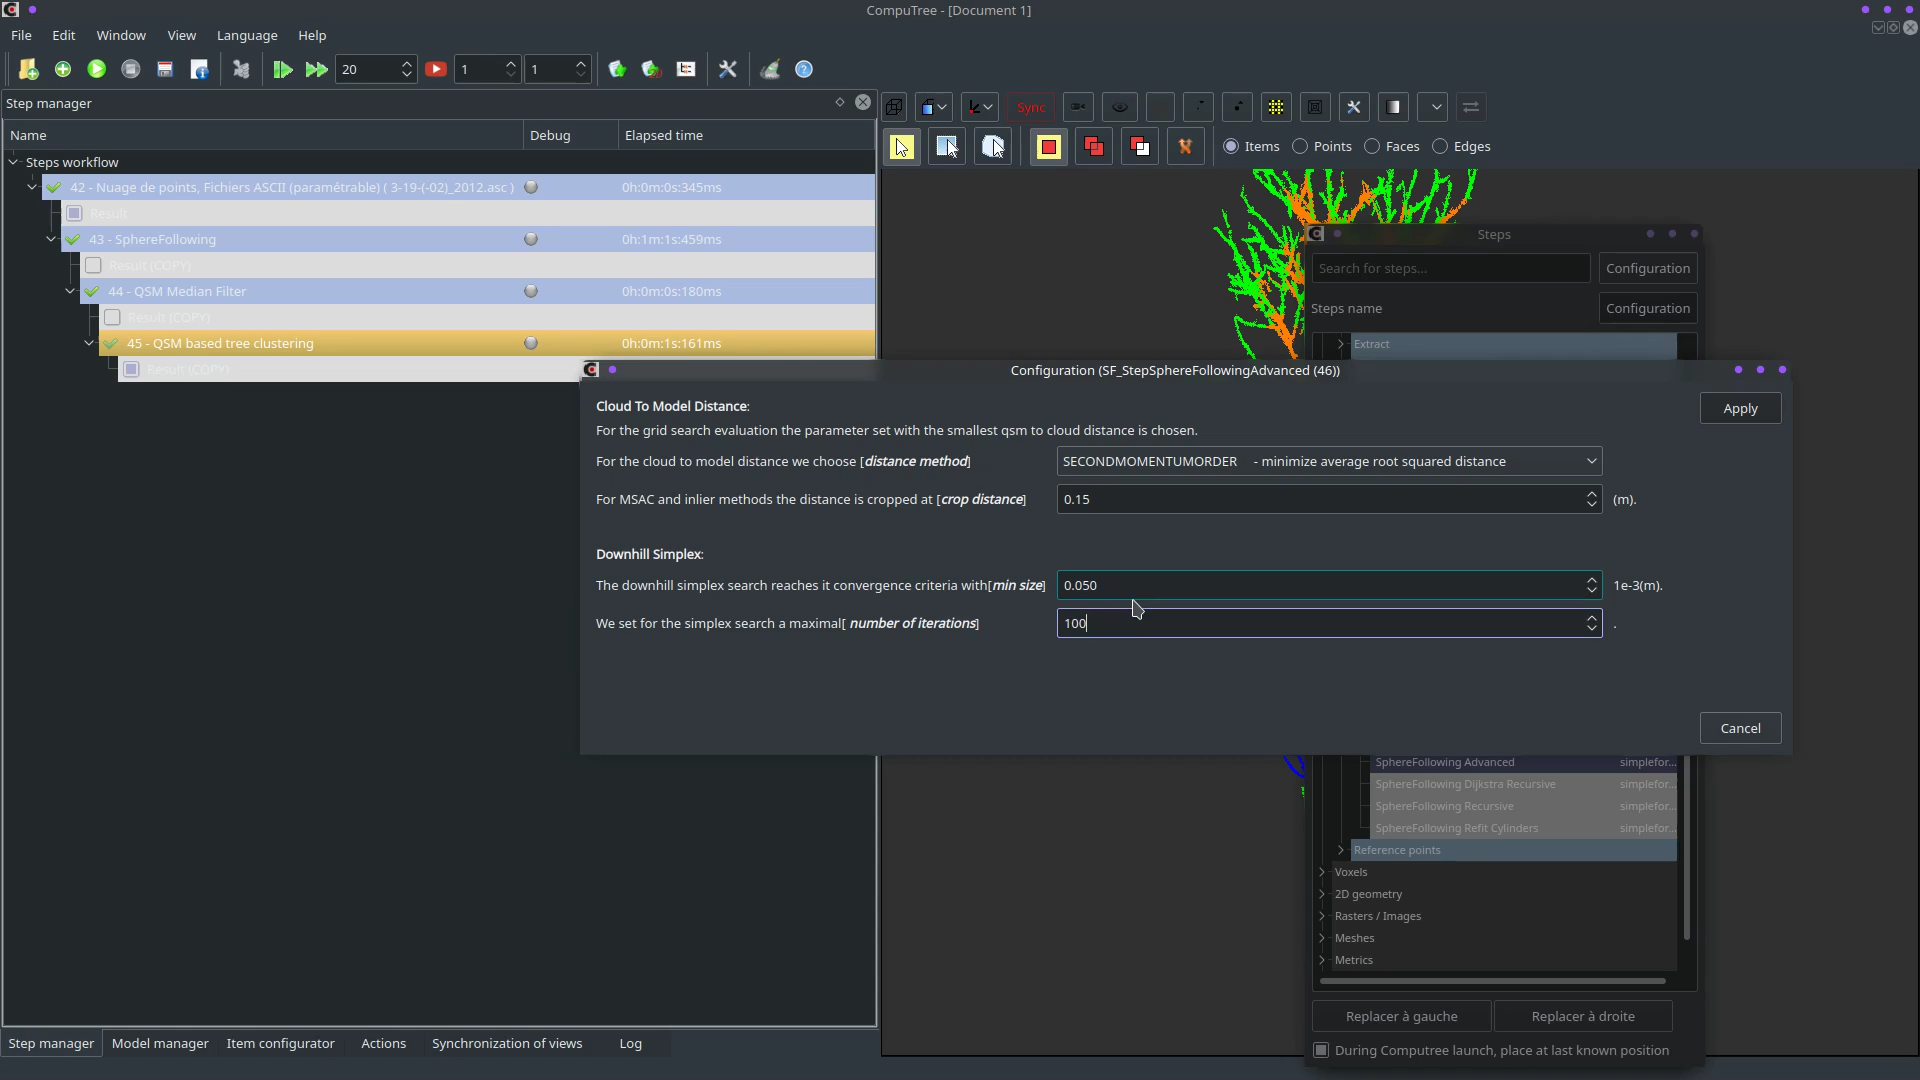 CompuTree - [Document 1]
File Edit Window View Language Help
20 1 1
Step manager
Name Debug Elapsed time
Steps workflow
42 - Nuage de points, Fichiers ASCII (paramétrable) ( 3-19-(-02)_2012.asc ) 0h:0m:0s:345ms
Result
43 - SphereFollowing 0h:1m:1s:459ms
Result (COPY)
44 - QSM Median Filter 0h:0m:0s:180ms
Result (COPY)
45 - QSM based tree clustering 0h:0m:1s:161ms
Result (COPY)
Sync
Items Points Faces Edges
Steps
Search for steps... Configuration
Steps name Configuration
Extract
Configuration (SF_StepSphereFollowingAdvanced (46))
Cloud To Model Distance:
Apply
For the grid search evaluation the parameter set with the smallest qsm to cloud distance is chosen.
For the cloud to model distance we choose [distance method] SECONDMOMENTUMORDER - minimize average root squared distance
For MSAC and inlier methods the distance is cropped at [crop distance] 0.15 (m).
Downhill Simplex:
The downhill simplex search reaches it convergence criteria with[min size] 0.050 1e-3(m).
We set for the simplex search a maximal[ number of iterations] 100 .
Cancel
SphereFollowing Advanced simplefor...
SphereFollowing Dijkstra Recursive simplefor...
SphereFollowing Recursive simplefor...
SphereFollowing Refit Cylinders simplefor...
Reference points
Voxels
2D geometry
Rasters / Images
Meshes
Metrics
Replacer à gauche Replacer à droite
During Computree launch, place at last known position
Step manager Model manager Item configurator Actions Synchronization of views Log